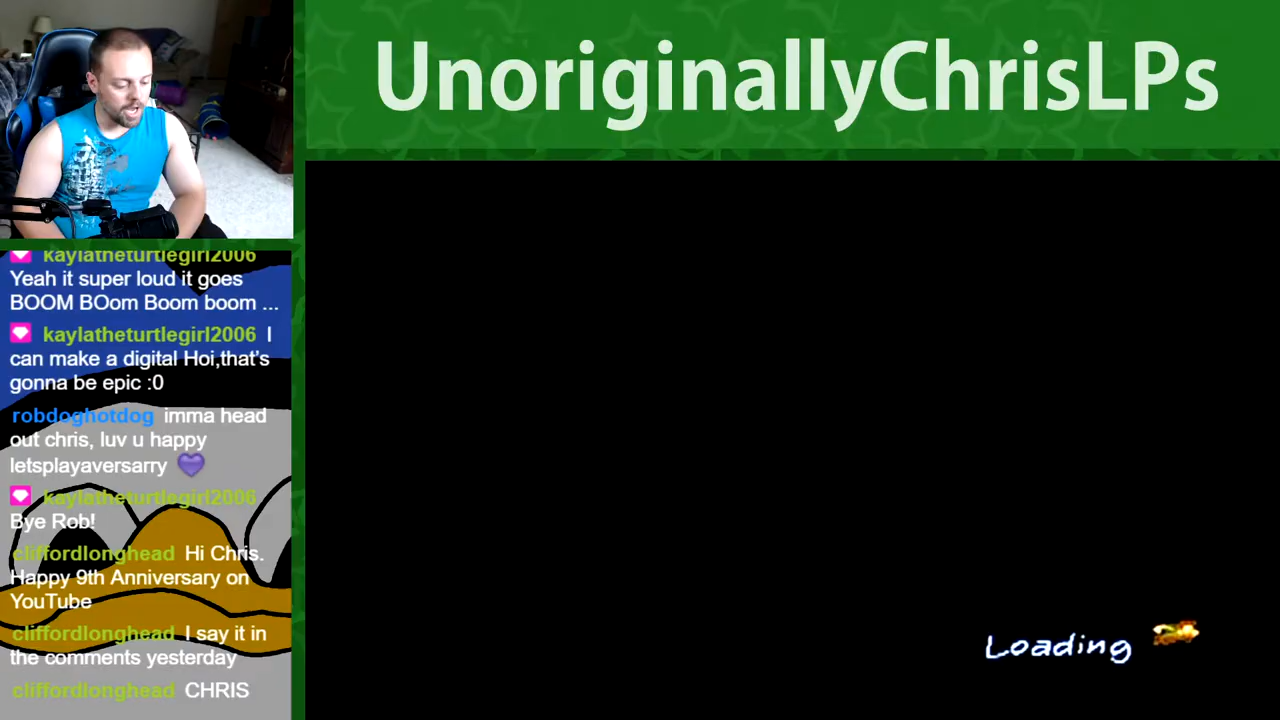 UnoriginallyChrisLPs
kaylatheturtlegirl2006
Yeah it super loud it goes
BOOM BOom Boom boom ...
kaylatheturtlegirl2006 I
can make a digital Hoi,that's
gonna be epic :0
robdoghotdog imma head
out chris, luv u happy
letsplayaversarry
kaylatheturtlegirl2006
Bye Rob!
cliffordlonghead Hi Chris.
Happy 9th Anniversary on
YouTube
cliffordlonghead I say it in
the comments yesterday
cliffordlonghead CHRIS
Loading